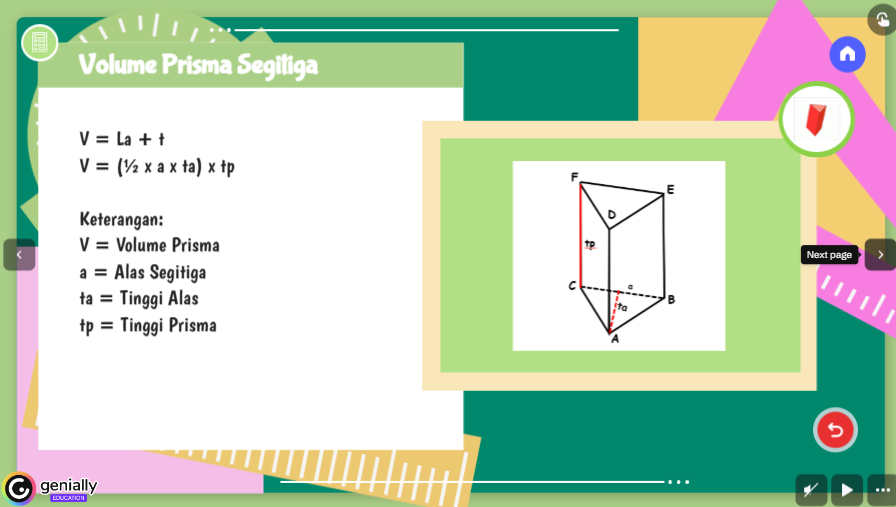 Volume Prisma Segitiga
V = La + t
V = (½ x a x ta) x tp
Keterangan:
V = Volume Prisma
a = Alas Segitiga
ta = Tinggi Alas
tp = Tinggi Prisma
F
E
D
tp
C
a
B
ta
A
Next page
genially
EDUCATION